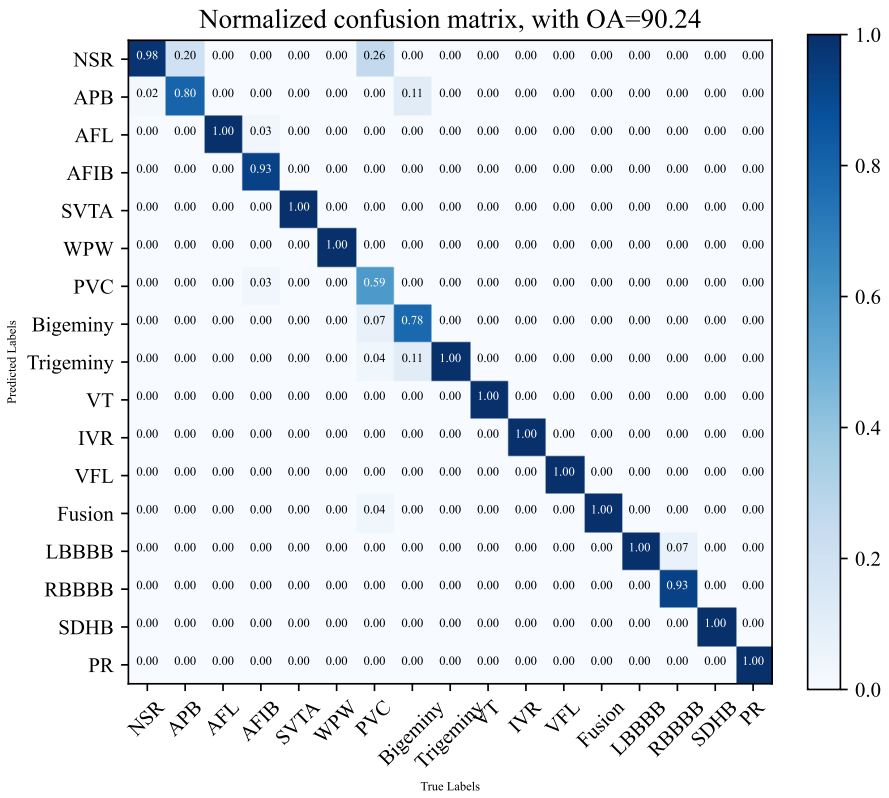 Normalized confusion matrix, with OA=90.24
NSR 0.98 0.20 0.00 0.00 0.00 0.00 0.26 0.00 0.00 0.00 0.00 0.00 0.00 0.00 0.00 0.00 0.00
APB 0.02 0.80 0.00 0.00 0.00 0.00 0.00 0.11 0.00 0.00 0.00 0.00 0.00 0.00 0.00 0.00 0.00
AFL 0.00 0.00 1.00 0.03 0.00 0.00 0.00 0.00 0.00 0.00 0.00 0.00 0.00 0.00 0.00 0.00 0.00
AFIB 0.00 0.00 0.00 0.93 0.00 0.00 0.00 0.00 0.00 0.00 0.00 0.00 0.00 0.00 0.00 0.00 0.00
SVTA 0.00 0.00 0.00 0.00 1.00 0.00 0.00 0.00 0.00 0.00 0.00 0.00 0.00 0.00 0.00 0.00 0.00
WPW 0.00 0.00 0.00 0.00 0.00 1.00 0.00 0.00 0.00 0.00 0.00 0.00 0.00 0.00 0.00 0.00 0.00
PVC 0.00 0.00 0.00 0.03 0.00 0.00 0.59 0.00 0.00 0.00 0.00 0.00 0.00 0.00 0.00 0.00 0.00
Bigeminy 0.00 0.00 0.00 0.00 0.00 0.00 0.07 0.78 0.00 0.00 0.00 0.00 0.00 0.00 0.00 0.00 0.00
Trigeminy 0.00 0.00 0.00 0.00 0.00 0.00 0.04 0.11 1.00 0.00 0.00 0.00 0.00 0.00 0.00 0.00 0.00
VT 0.00 0.00 0.00 0.00 0.00 0.00 0.00 0.00 0.00 1.00 0.00 0.00 0.00 0.00 0.00 0.00 0.00
IVR 0.00 0.00 0.00 0.00 0.00 0.00 0.00 0.00 0.00 0.00 1.00 0.00 0.00 0.00 0.00 0.00 0.00
VFL 0.00 0.00 0.00 0.00 0.00 0.00 0.00 0.00 0.00 0.00 0.00 1.00 0.00 0.00 0.00 0.00 0.00
Fusion 0.00 0.00 0.00 0.00 0.00 0.00 0.04 0.00 0.00 0.00 0.00 0.00 1.00 0.00 0.00 0.00 0.00
LBBBB 0.00 0.00 0.00 0.00 0.00 0.00 0.00 0.00 0.00 0.00 0.00 0.00 0.00 1.00 0.07 0.00 0.00
RBBBB 0.00 0.00 0.00 0.00 0.00 0.00 0.00 0.00 0.00 0.00 0.00 0.00 0.00 0.00 0.93 0.00 0.00
SDHB 0.00 0.00 0.00 0.00 0.00 0.00 0.00 0.00 0.00 0.00 0.00 0.00 0.00 0.00 0.00 1.00 0.00
PR 0.00 0.00 0.00 0.00 0.00 0.00 0.00 0.00 0.00 0.00 0.00 0.00 0.00 0.00 0.00 0.00 1.00
Predicted Labels
NSR APB AFL AFIB SVTA WPW PVC Bigeminy Trigeminy VT IVR VFL Fusion LBBBB RBBBB SDHB PR
True Labels
1.0
0.8
0.6
0.4
0.2
0.0